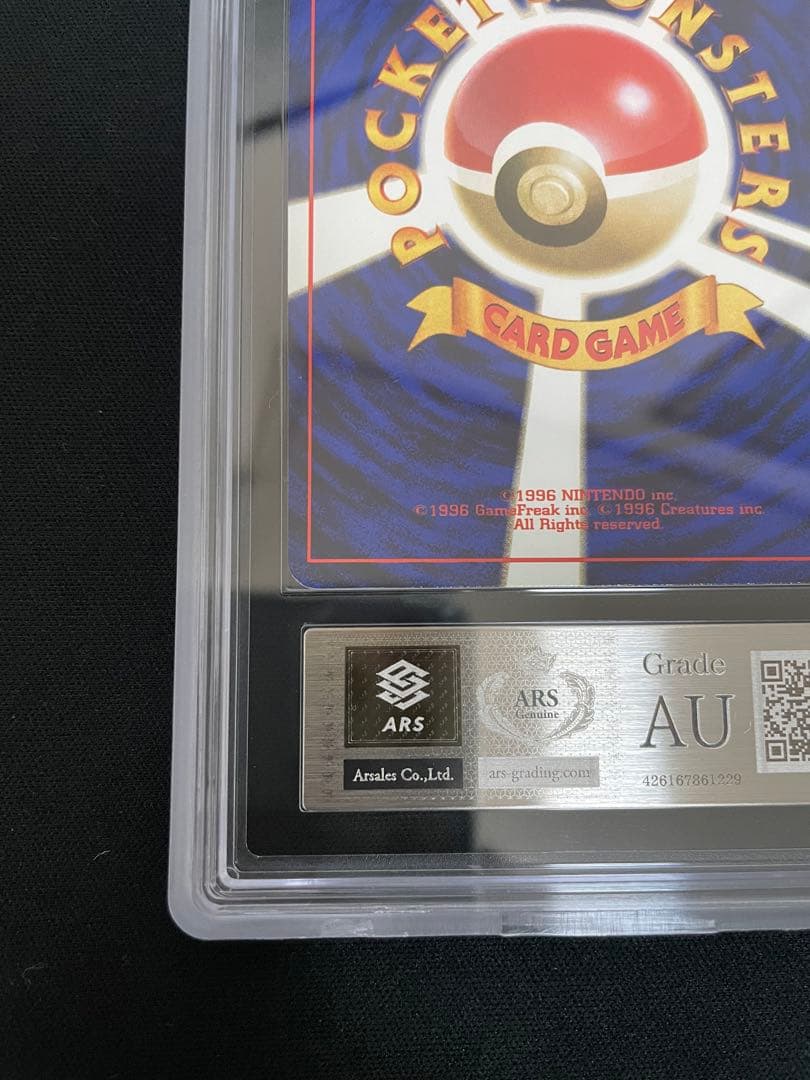 POCKET MONSTERS
CARD GAME
©1996 NINTENDO inc.
©1996 GameFreak inc. ©1996 Creatures inc.
All Rights reserved.
ARS
Arsales Co.,Ltd.
ARS
Genuine
ars-grading.com
Grade
AU
426167861229